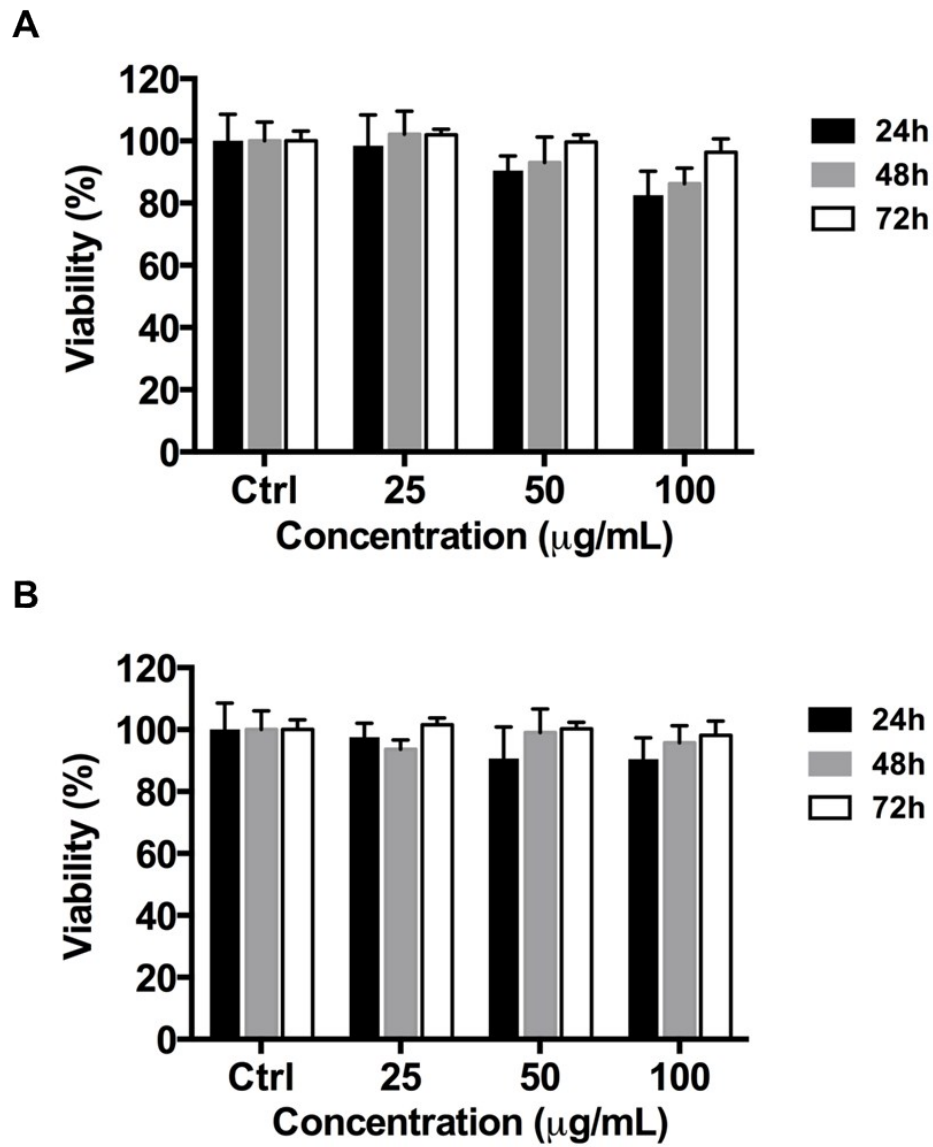 A
120
100
80
60
40
20
0
Viability (%)
Ctrl 25 50 100
Concentration (μg/mL)
24h
48h
72h
B
120
100
80
60
40
20
0
Viability (%)
Ctrl 25 50 100
Concentration (μg/mL)
24h
48h
72h